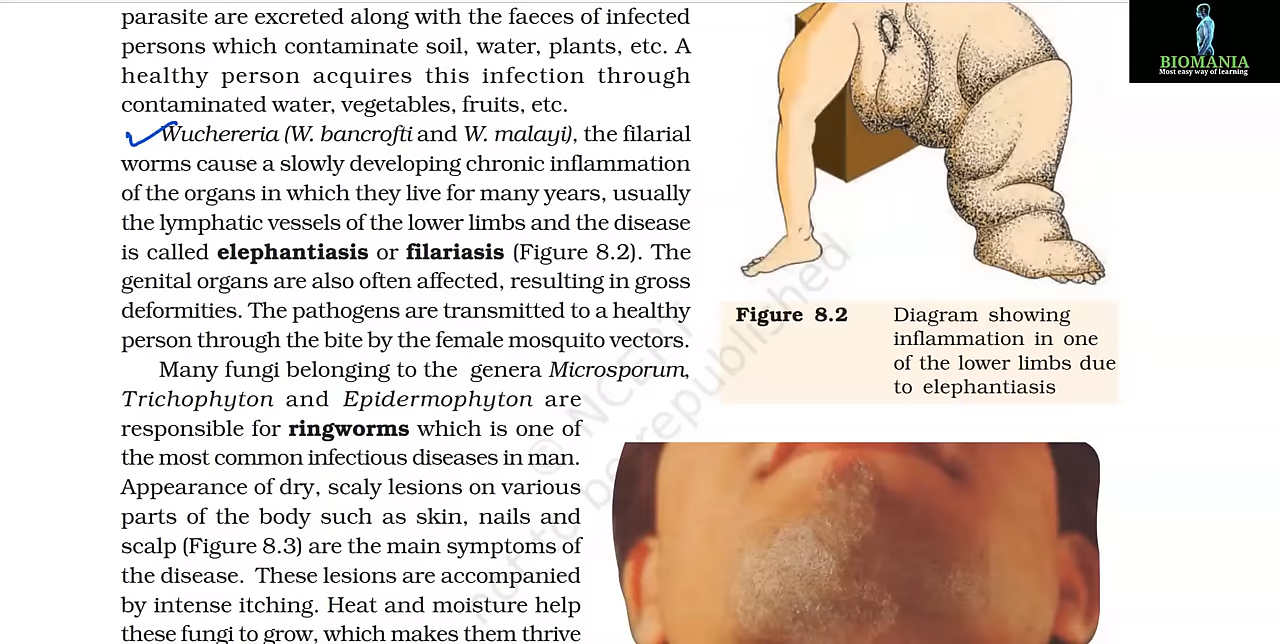 parasite are excreted along with the faeces of infected
persons which contaminate soil, water, plants, etc. A
healthy person acquires this infection through
contaminated water, vegetables, fruits, etc.
Wuchereria (W. bancrofti and W. malayi), the filarial
worms cause a slowly developing chronic inflammation
of the organs in which they live for many years, usually
the lymphatic vessels of the lower limbs and the disease
is called elephantiasis or filariasis (Figure 8.2). The
genital organs are also often affected, resulting in gross
deformities. The pathogens are transmitted to a healthy
person through the bite by the female mosquito vectors.
Many fungi belonging to the genera Microsporum,
Trichophyton and Epidermophyton are
responsible for ringworms which is one of
the most common infectious diseases in man.
Appearance of dry, scaly lesions on various
parts of the body such as skin, nails and
scalp (Figure 8.3) are the main symptoms of
the disease. These lesions are accompanied
by intense itching. Heat and moisture help
these fungi to grow, which makes them thrive
BIOMANIA
Most easy way of learning
Figure 8.2 Diagram showing
inflammation in one
of the lower limbs due
to elephantiasis
© NCERT
not to be republished